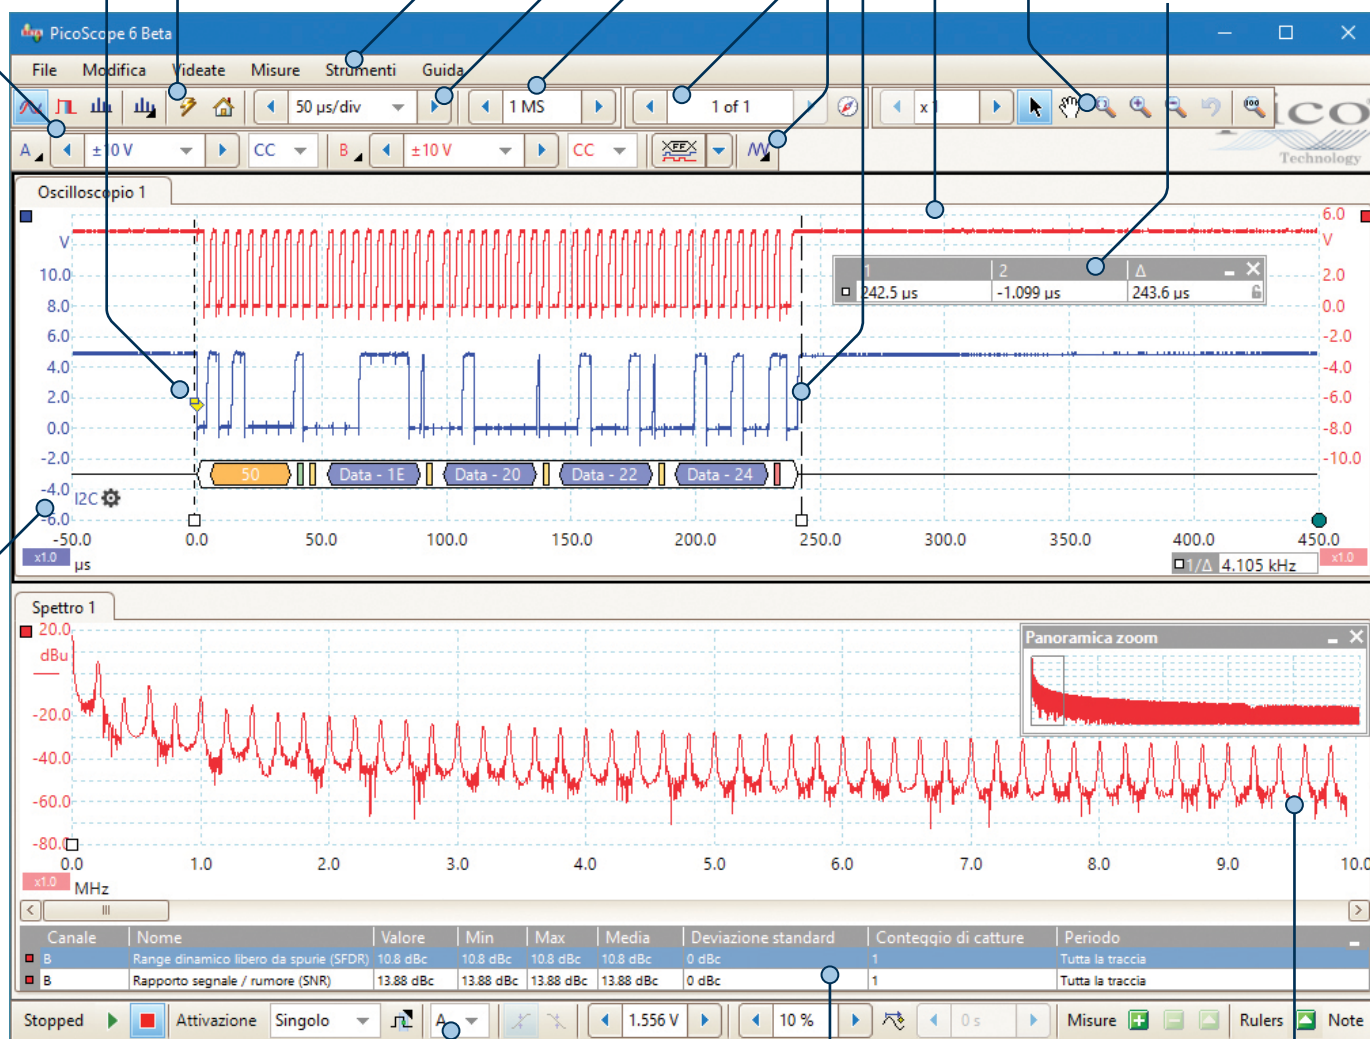 PicoScope 6 Beta
File Modifica Videate Misure Strumenti Guida
50 µs/div 1 MS 1 of 1 x 1
A ±10 V CC B ±10 V CC
pico
Technology
Oscilloscopio 1
V
10.0
8.0
6.0
4.0
2.0
0.0
-2.0
-4.0
-6.0
6.0
V
2.0
0.0
-2.0
-4.0
-6.0
-8.0
-10.0
1 2 Δ
242.5 µs -1.099 µs 243.6 µs
50 Data - 1E Data - 20 Data - 22 Data - 24
I2C
-50.0 0.0 50.0 100.0 150.0 200.0 250.0 300.0 350.0 400.0 450.0
x1.0 µs 1/Δ 4.105 kHz x1.0
Spettro 1
20.0
dBu
-20.0
-40.0
-60.0
-80.0
Panoramica zoom
0.0 1.0 2.0 3.0 4.0 5.0 6.0 7.0 8.0 9.0 10.0
x1.0 MHz
Canale Nome Valore Min Max Media Deviazione standard Conteggio di catture Periodo
B Range dinamico libero da spurie (SFDR) 10.8 dBc 10.8 dBc 10.8 dBc 10.8 dBc 0 dBc 1 Tutta la traccia
B Rapporto segnale / rumore (SNR) 13.88 dBc 13.88 dBc 13.88 dBc 13.88 dBc 0 dBc 1 Tutta la traccia
Stopped Attivazione Singolo A 1.556 V 10 % 0 s Misure Rulers Note